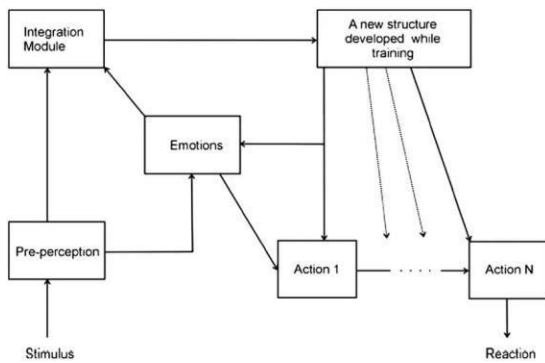 Integration
Module
A new structure
developed while
training
Emotions
Pre-perception
Action 1
. . . .
Action N
Stimulus
Reaction